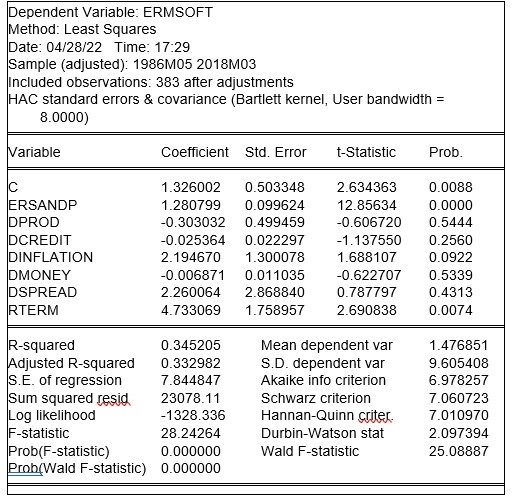 Dependent Variable: ERMSOFT
Method: Least Squares
Date: 04/28/22 Time: 17:29
Sample (adjusted): 1986M05 2018M03
Included observations: 383 after adjustments
HAC standard errors & covariance (Bartlett kernel, User bandwidth =
8.0000)
Variable Coefficient Std. Error t-Statistic Prob.
C 1.326002 0.503348 2.634363 0.0088
ERSANDP 1.280799 0.099624 12.85634 0.0000
DPROD -0.303032 0.499459 -0.606720 0.5444
DCREDIT -0.025364 0.022297 -1.137550 0.2560
DINFLATION 2.194670 1.300078 1.688107 0.0922
DMONEY -0.006871 0.011035 -0.622707 0.5339
DSPREAD 2.260064 2.868840 0.787797 0.4313
RTERM 4.733069 1.758957 2.690838 0.0074
R-squared 0.345205 Mean dependent var 1.476851
Adjusted R-squared 0.332982 S.D. dependent var 9.605408
S.E. of regression 7.844847 Akaike info criterion 6.978257
Sum squared resid 23078.11 Schwarz criterion 7.060723
Log likelihood -1328.336 Hannan-Quinn criter. 7.010970
F-statistic 28.24264 Durbin-Watson stat 2.097394
Prob(F-statistic) 0.000000 Wald F-statistic 25.08887
Prob(Wald F-statistic) 0.000000